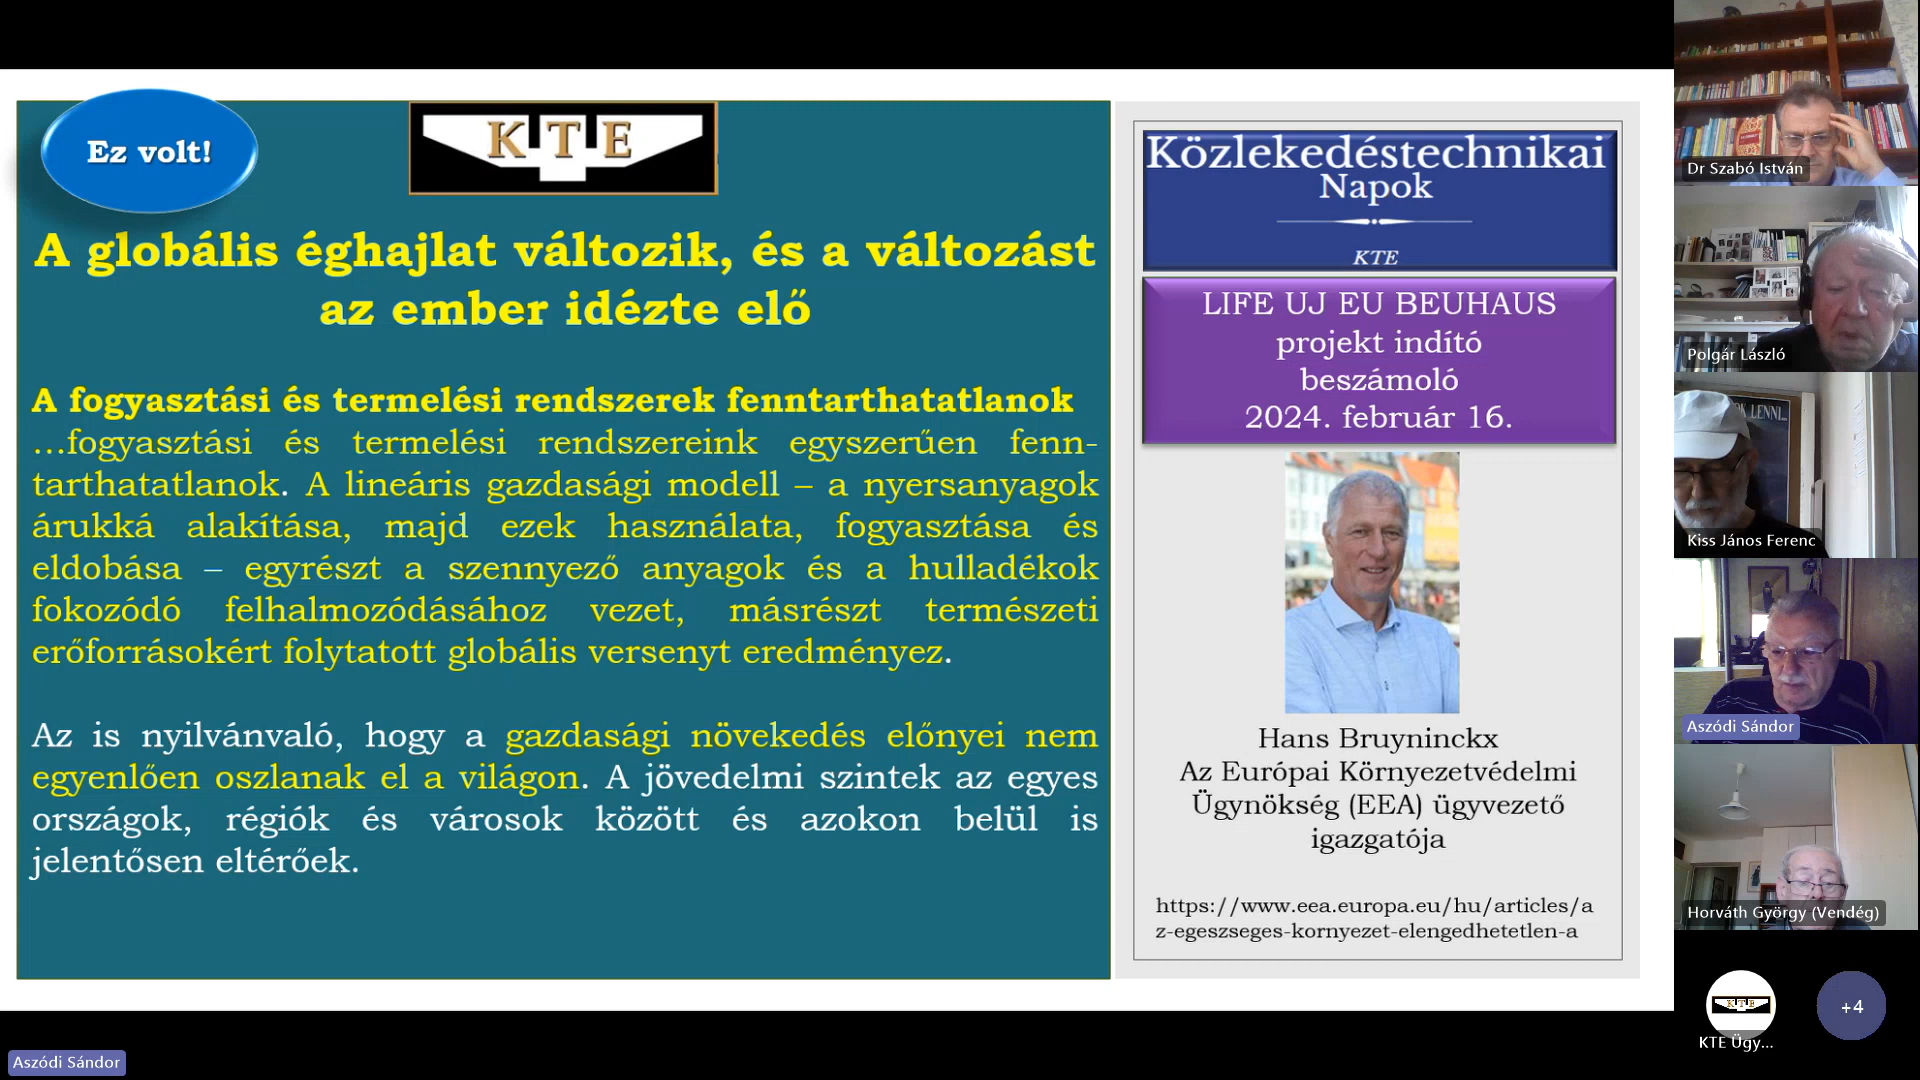 Ez volt!
KTE
A globális éghajlat változik, és a változást
az ember idézte elő
A fogyasztási és termelési rendszerek fenntarthatatlanok
...fogyasztási és termelési rendszereink egyszerűen fenn-
tarthatatlanok. A lineáris gazdasági modell – a nyersanyagok
árukká alakítása, majd ezek használata, fogyasztása és
eldobása – egyrészt a szennyező anyagok és a hulladékok
fokozódó felhalmozódásához vezet, másrészt természeti
erőforrásokért folytatott globális versenyt eredményez.
Az is nyilvánvaló, hogy a gazdasági növekedés előnyei nem
egyenlően oszlanak el a világon. A jövedelmi szintek az egyes
országok, régiók és városok között és azokon belül is
jelentősen eltérőek.
Közlekedéstechnikai
Napok
KTE
LIFE UJ EU BEUHAUS
projekt indító
beszámoló
2024. február 16.
Hans Bruyninckx
Az Európai Környezetvédelmi
Ügynökség (EEA) ügyvezető
igazgatója
https://www.eea.europa.eu/hu/articles/a
z-egeszseges-kornyezet-elengedhetetlen-a
Dr Szabó István
Polgár László
LENNI...
Kiss János Ferenc
Aszódi Sándor
Horváth György (Vendég)
KTE
+4
KTE Ügy...
Aszódi Sándor